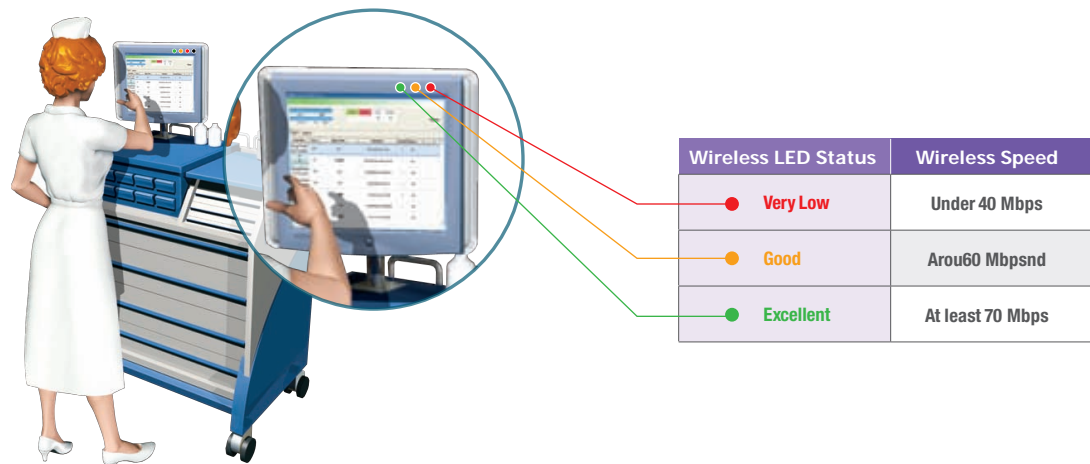 Wireless LED Status Wireless Speed
Very Low Under 40 Mbps
Good Arou60 Mbpsnd
Excellent At least 70 Mbps